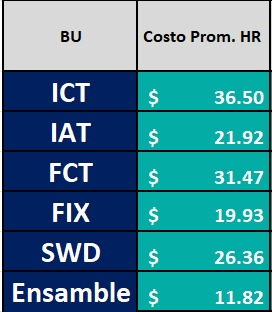 BU Costo Prom. HR
ICT $ 36.50
IAT $ 21.92
FCT $ 31.47
FIX $ 19.93
SWD $ 26.36
Ensamble $ 11.82